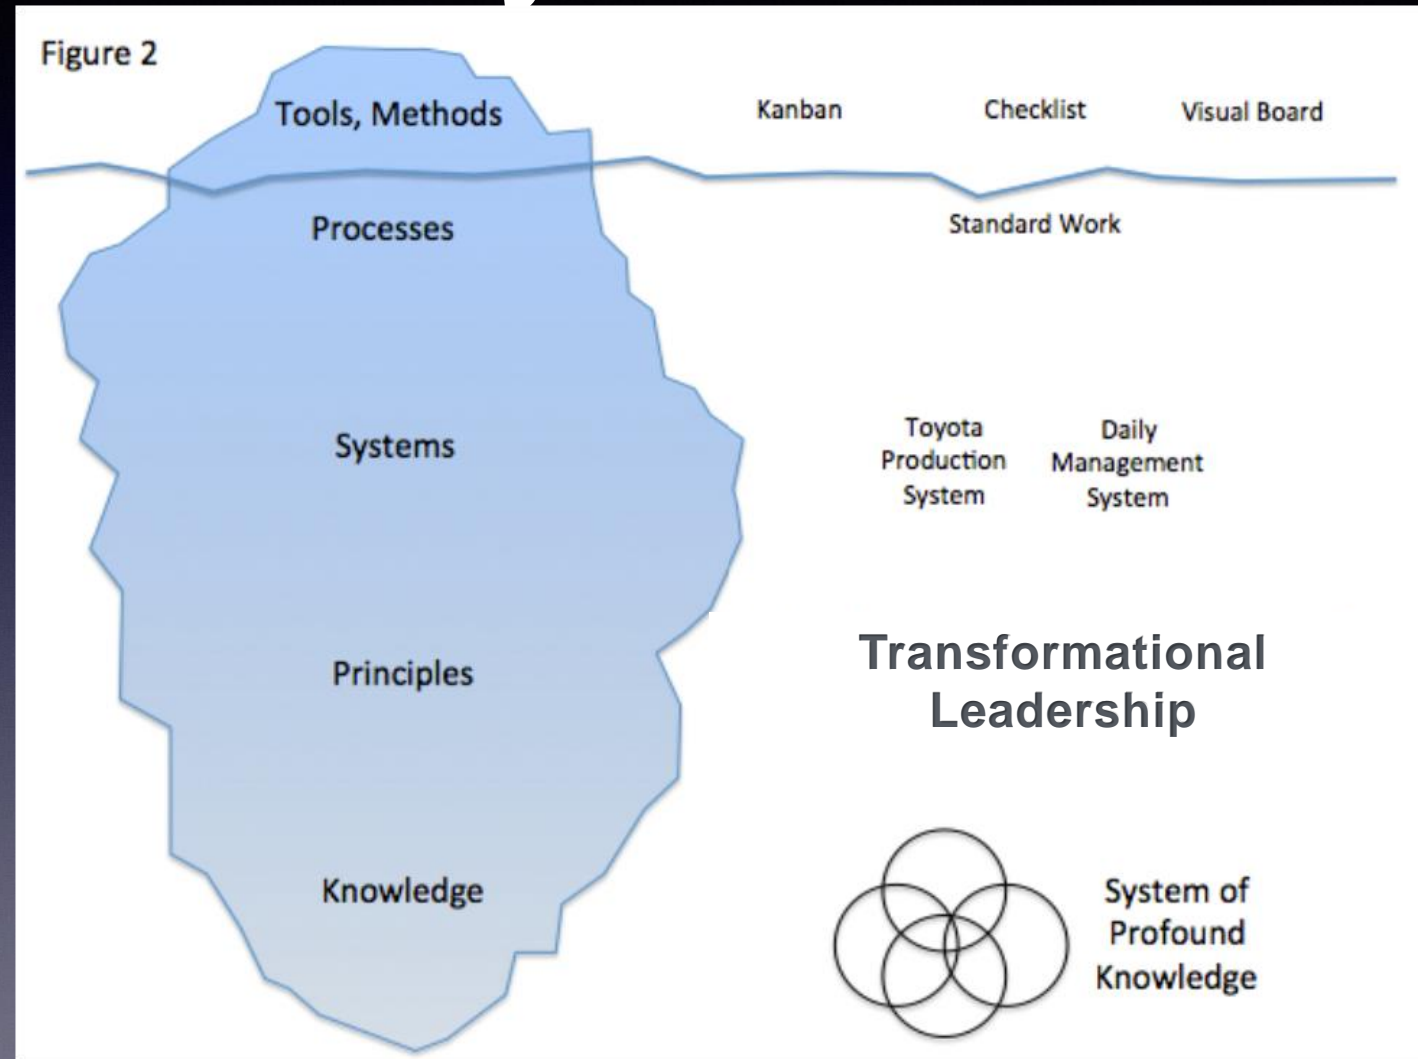 Figure 2
Tools, Methods
Kanban
Checklist
Visual Board
Processes
Standard Work
Systems
Toyota
Production
System
Daily
Management
System
Principles
Transformational
Leadership
Knowledge
System of
Profound
Knowledge